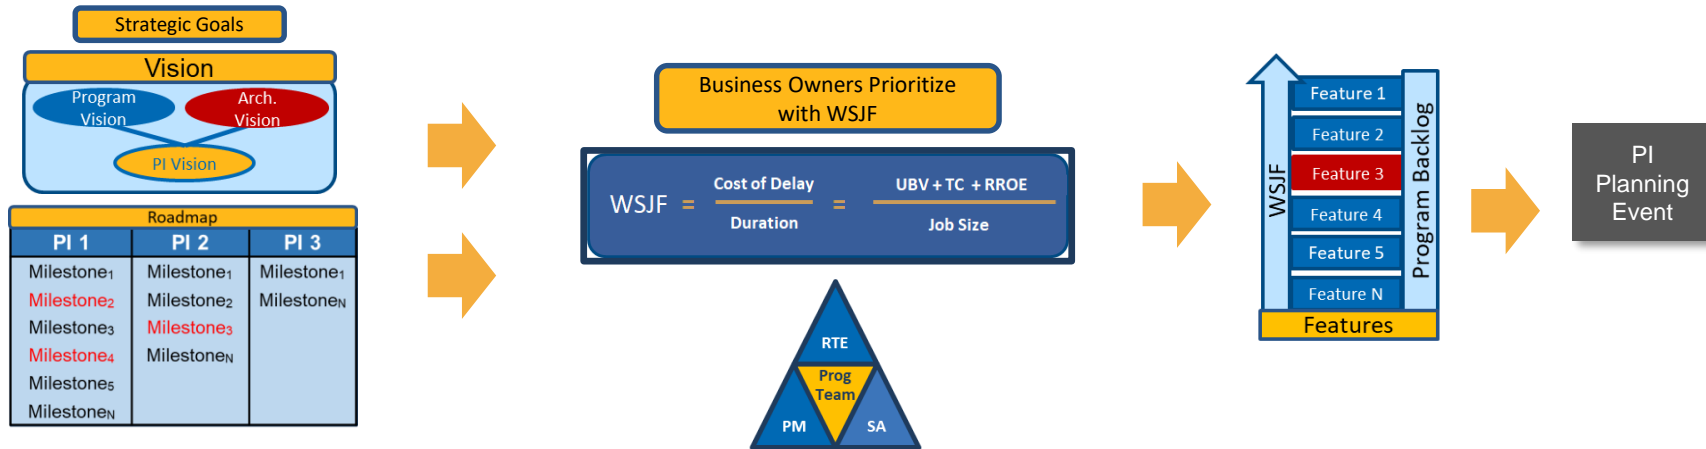 Strategic Goals
Vision
Program
Vision
Arch.
Vision
PI Vision
Roadmap
PI 1 PI 2 PI 3
Milestone₁ Milestone₁ Milestone₁
Milestone₂ Milestone₂ Milestoneₙ
Milestone₃ Milestone₃
Milestone₄ Milestoneₙ
Milestone₅
Milestoneₙ
Business Owners Prioritize
with WSJF
WSJF = Cost of Delay = UBV + TC + RROE
Duration Job Size
RTE
Prog
Team
PM SA
WSJF
Feature 1
Feature 2
Feature 3
Feature 4
Feature 5
Feature N
Program Backlog
Features
PI
Planning
Event